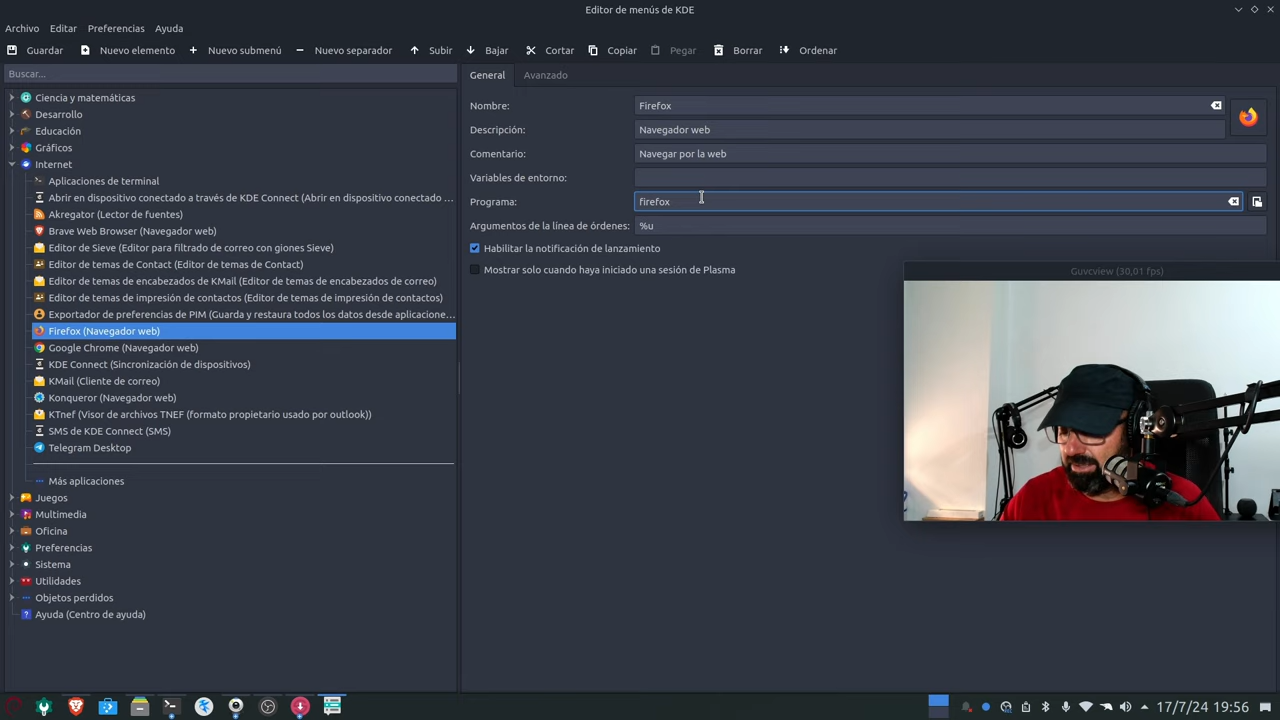 Editor de menús de KDE
Archivo Editar Preferencias Ayuda
Guardar Nuevo elemento Nuevo submenú Nuevo separador Subir Bajar Cortar Copiar Pegar Borrar Ordenar
Buscar...
General Avanzado
Nombre: Firefox
Descripción: Navegador web
Comentario: Navegar por la web
Variables de entorno:
Programa: firefox
Argumentos de la línea de órdenes: %u
Habilitar la notificación de lanzamiento
Mostrar solo cuando haya iniciado una sesión de Plasma
Ciencia y matemáticas
Desarrollo
Educación
Gráficos
Internet
Aplicaciones de terminal
Abrir en dispositivo conectado a través de KDE Connect (Abrir en dispositivo conectado ...
Akregator (Lector de fuentes)
Brave Web Browser (Navegador web)
Editor de Sieve (Editor para filtrado de correo con giones Sieve)
Editor de temas de Contact (Editor de temas de Contact)
Editor de temas de encabezados de KMail (Editor de temas de encabezados de correo)
Editor de temas de impresión de contactos (Editor de temas de impresión de contactos)
Exportador de preferencias de PIM (Guarda y restaura todos los datos desde aplicacione...
Firefox (Navegador web)
Google Chrome (Navegador web)
KDE Connect (Sincronización de dispositivos)
KMail (Cliente de correo)
Konqueror (Navegador web)
KTnef (Visor de archivos TNEF (formato propietario usado por outlook))
SMS de KDE Connect (SMS)
Telegram Desktop
Más aplicaciones
Juegos
Multimedia
Oficina
Preferencias
Sistema
Utilidades
Objetos perdidos
Ayuda (Centro de ayuda)
Guvcview (30,01 fps)
17/7/24 19:56